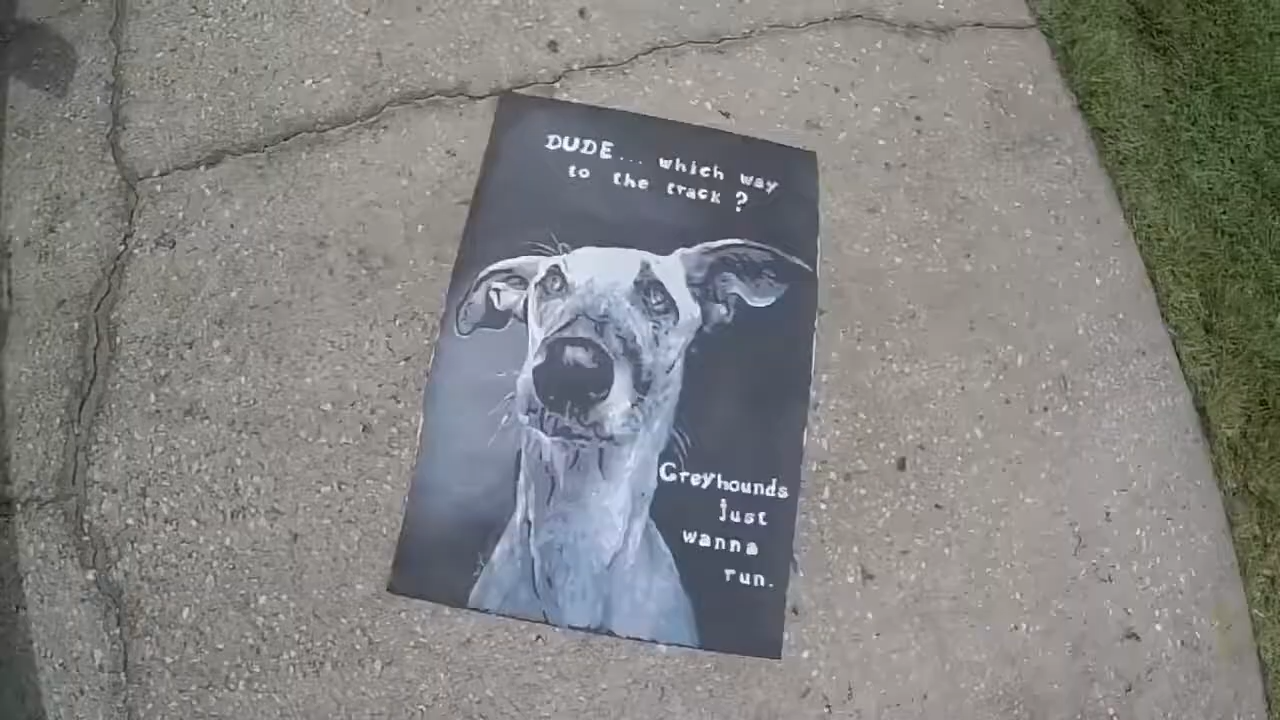 DUDE... which way
to the track?
Greyhounds
just
wanna
run.